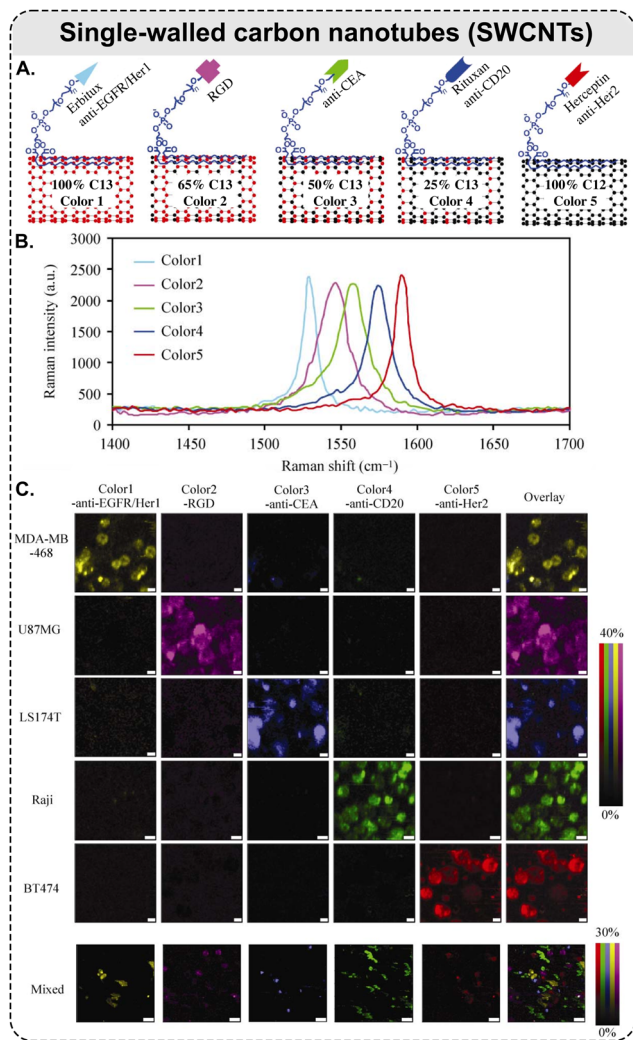 Single-walled carbon nanotubes (SWCNTs)
A.
Erbitux
anti-EGFR/Her1
RGD
anti-CEA
Rituxan
anti-CD20
Herceptin
anti-Her2
100% C13
Color 1
65% C13
Color 2
50% C13
Color 3
25% C13
Color 4
100% C12
Color 5
B.
Raman intensity (a.u.)
3000
2500
2000
1500
1000
500
0
Color1
Color2
Color3
Color4
Color5
1400
1450
1500
1550
1600
1650
1700
Raman shift (cm⁻¹)
C.
Color1
-anti-EGFR/Her1
Color2
-RGD
Color3
-anti-CEA
Color4
-anti-CD20
Color5
-anti-Her2
Overlay
MDA-MB
-468
U87MG
LS174T
Raji
BT474
Mixed
40%
0%
30%
0%